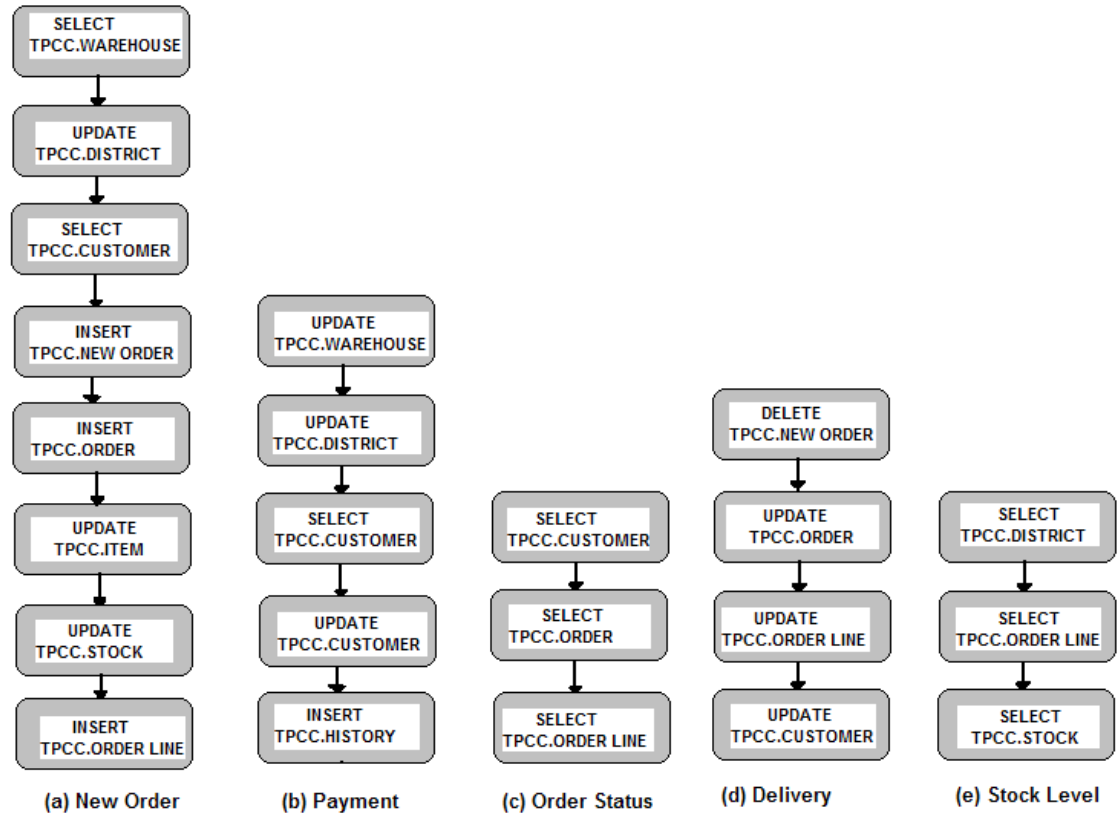 SELECT
TPCC.WAREHOUSE
UPDATE
TPCC.DISTRICT
SELECT
TPCC.CUSTOMER
INSERT
TPCC.NEW ORDER
INSERT
TPCC.ORDER
UPDATE
TPCC.ITEM
UPDATE
TPCC.STOCK
INSERT
TPCC.ORDER LINE
(a) New Order
UPDATE
TPCC.WAREHOUSE
UPDATE
TPCC.DISTRICT
SELECT
TPCC.CUSTOMER
UPDATE
TPCC.CUSTOMER
INSERT
TPCC.HISTORY
(b) Payment
SELECT
TPCC.CUSTOMER
SELECT
TPCC.ORDER
SELECT
TPCC.ORDER LINE
(c) Order Status
DELETE
TPCC.NEW ORDER
UPDATE
TPCC.ORDER
UPDATE
TPCC.ORDER LINE
UPDATE
TPCC.CUSTOMER
(d) Delivery
SELECT
TPCC.DISTRICT
SELECT
TPCC.ORDER LINE
SELECT
TPCC.STOCK
(e) Stock Level